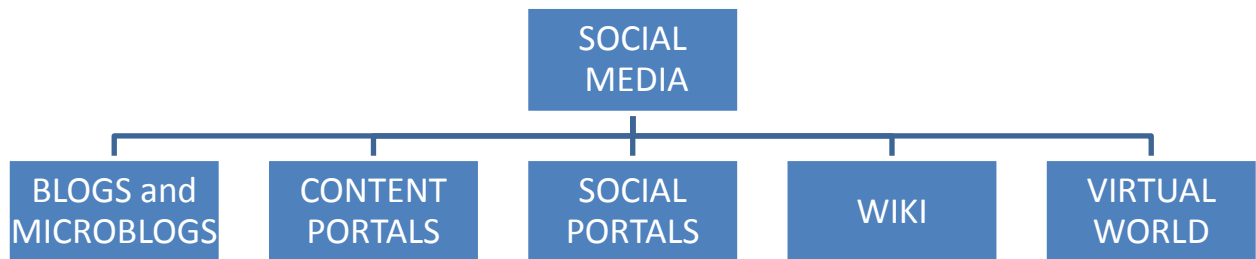 SOCIAL
MEDIA
BLOGS and
MICROBLOGS
CONTENT
PORTALS
SOCIAL
PORTALS
WIKI
VIRTUAL
WORLD